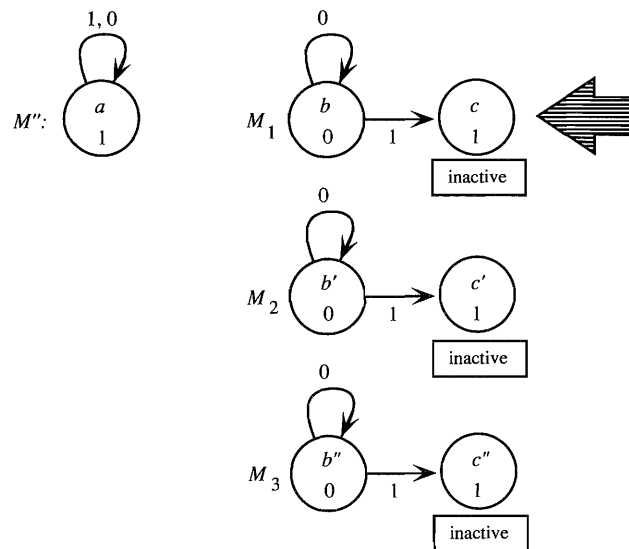 1, 0
0
M'': a b c
1 M1 0 1 1
inactive
0
b' c'
M2 0 1 1
inactive
0
b'' c''
M3 0 1 1
inactive